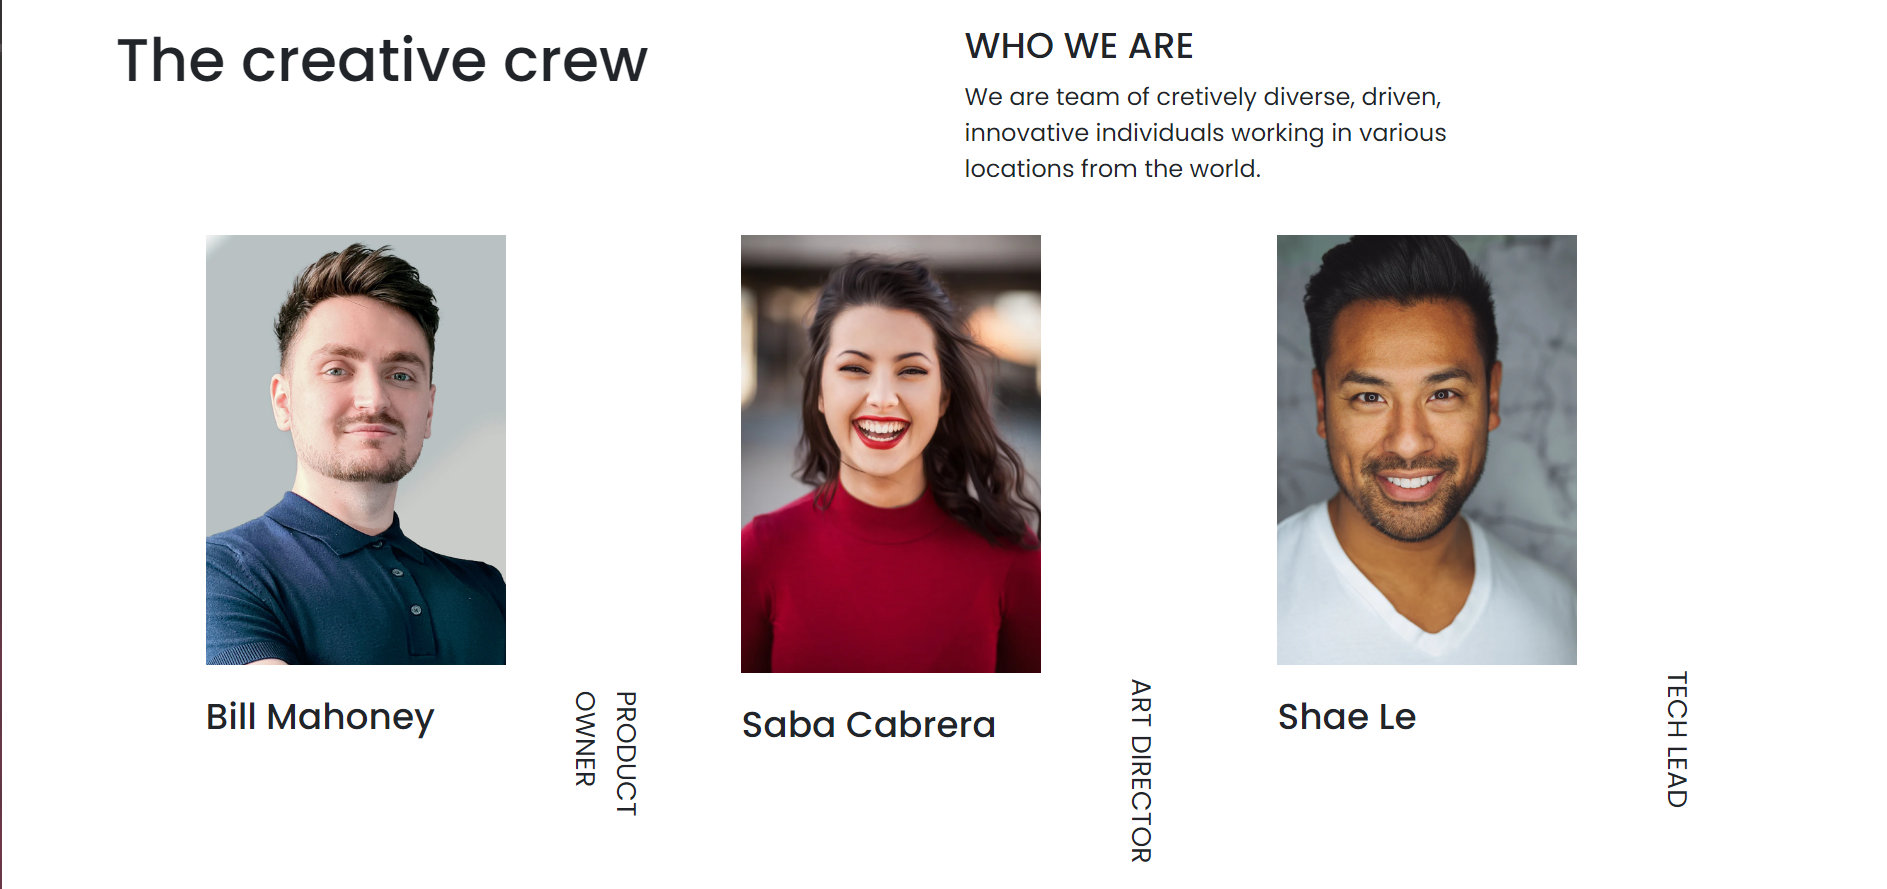 The creative crew
WHO WE ARE
We are team of cretively diverse, driven,
innovative individuals working in various
locations from the world.
Bill Mahoney
PRODUCT
OWNER
Saba Cabrera
ART DIRECTOR
Shae Le
TECH LEAD